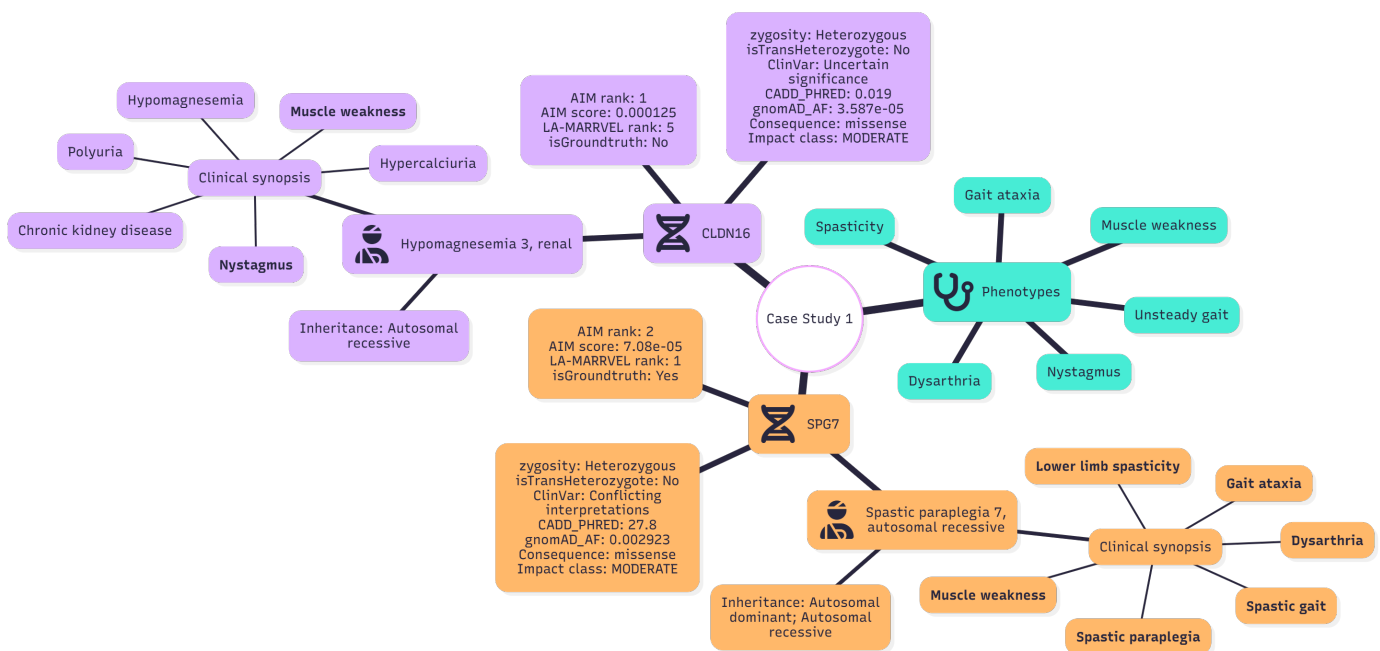 Hypomagnesemia
Muscle weakness
Polyuria
Hypercalciuria
Clinical synopsis
Chronic kidney disease
Nystagmus
Hypomagnesemia 3, renal
Inheritance: Autosomal
recessive
AIM rank: 1
AIM score: 0.000125
LA-MARRVEL rank: 5
isGroundtruth: No
zygosity: Heterozygous
isTransHeterozygote: No
ClinVar: Uncertain
significance
CADD_PHRED: 0.019
gnomAD_AF: 3.587e-05
Consequence: missense
Impact class: MODERATE
CLDN16
Case Study 1
Gait ataxia
Spasticity
Muscle weakness
Phenotypes
Unsteady gait
Dysarthria
Nystagmus
AIM rank: 2
AIM score: 7.08e-05
LA-MARRVEL rank: 1
isGroundtruth: Yes
SPG7
zygosity: Heterozygous
isTransHeterozygote: No
ClinVar: Conflicting
interpretations
CADD_PHRED: 27.8
gnomAD_AF: 0.002923
Consequence: missense
Impact class: MODERATE
Spastic paraplegia 7,
autosomal recessive
Inheritance: Autosomal
dominant; Autosomal
recessive
Lower limb spasticity
Gait ataxia
Clinical synopsis
Dysarthria
Muscle weakness
Spastic gait
Spastic paraplegia